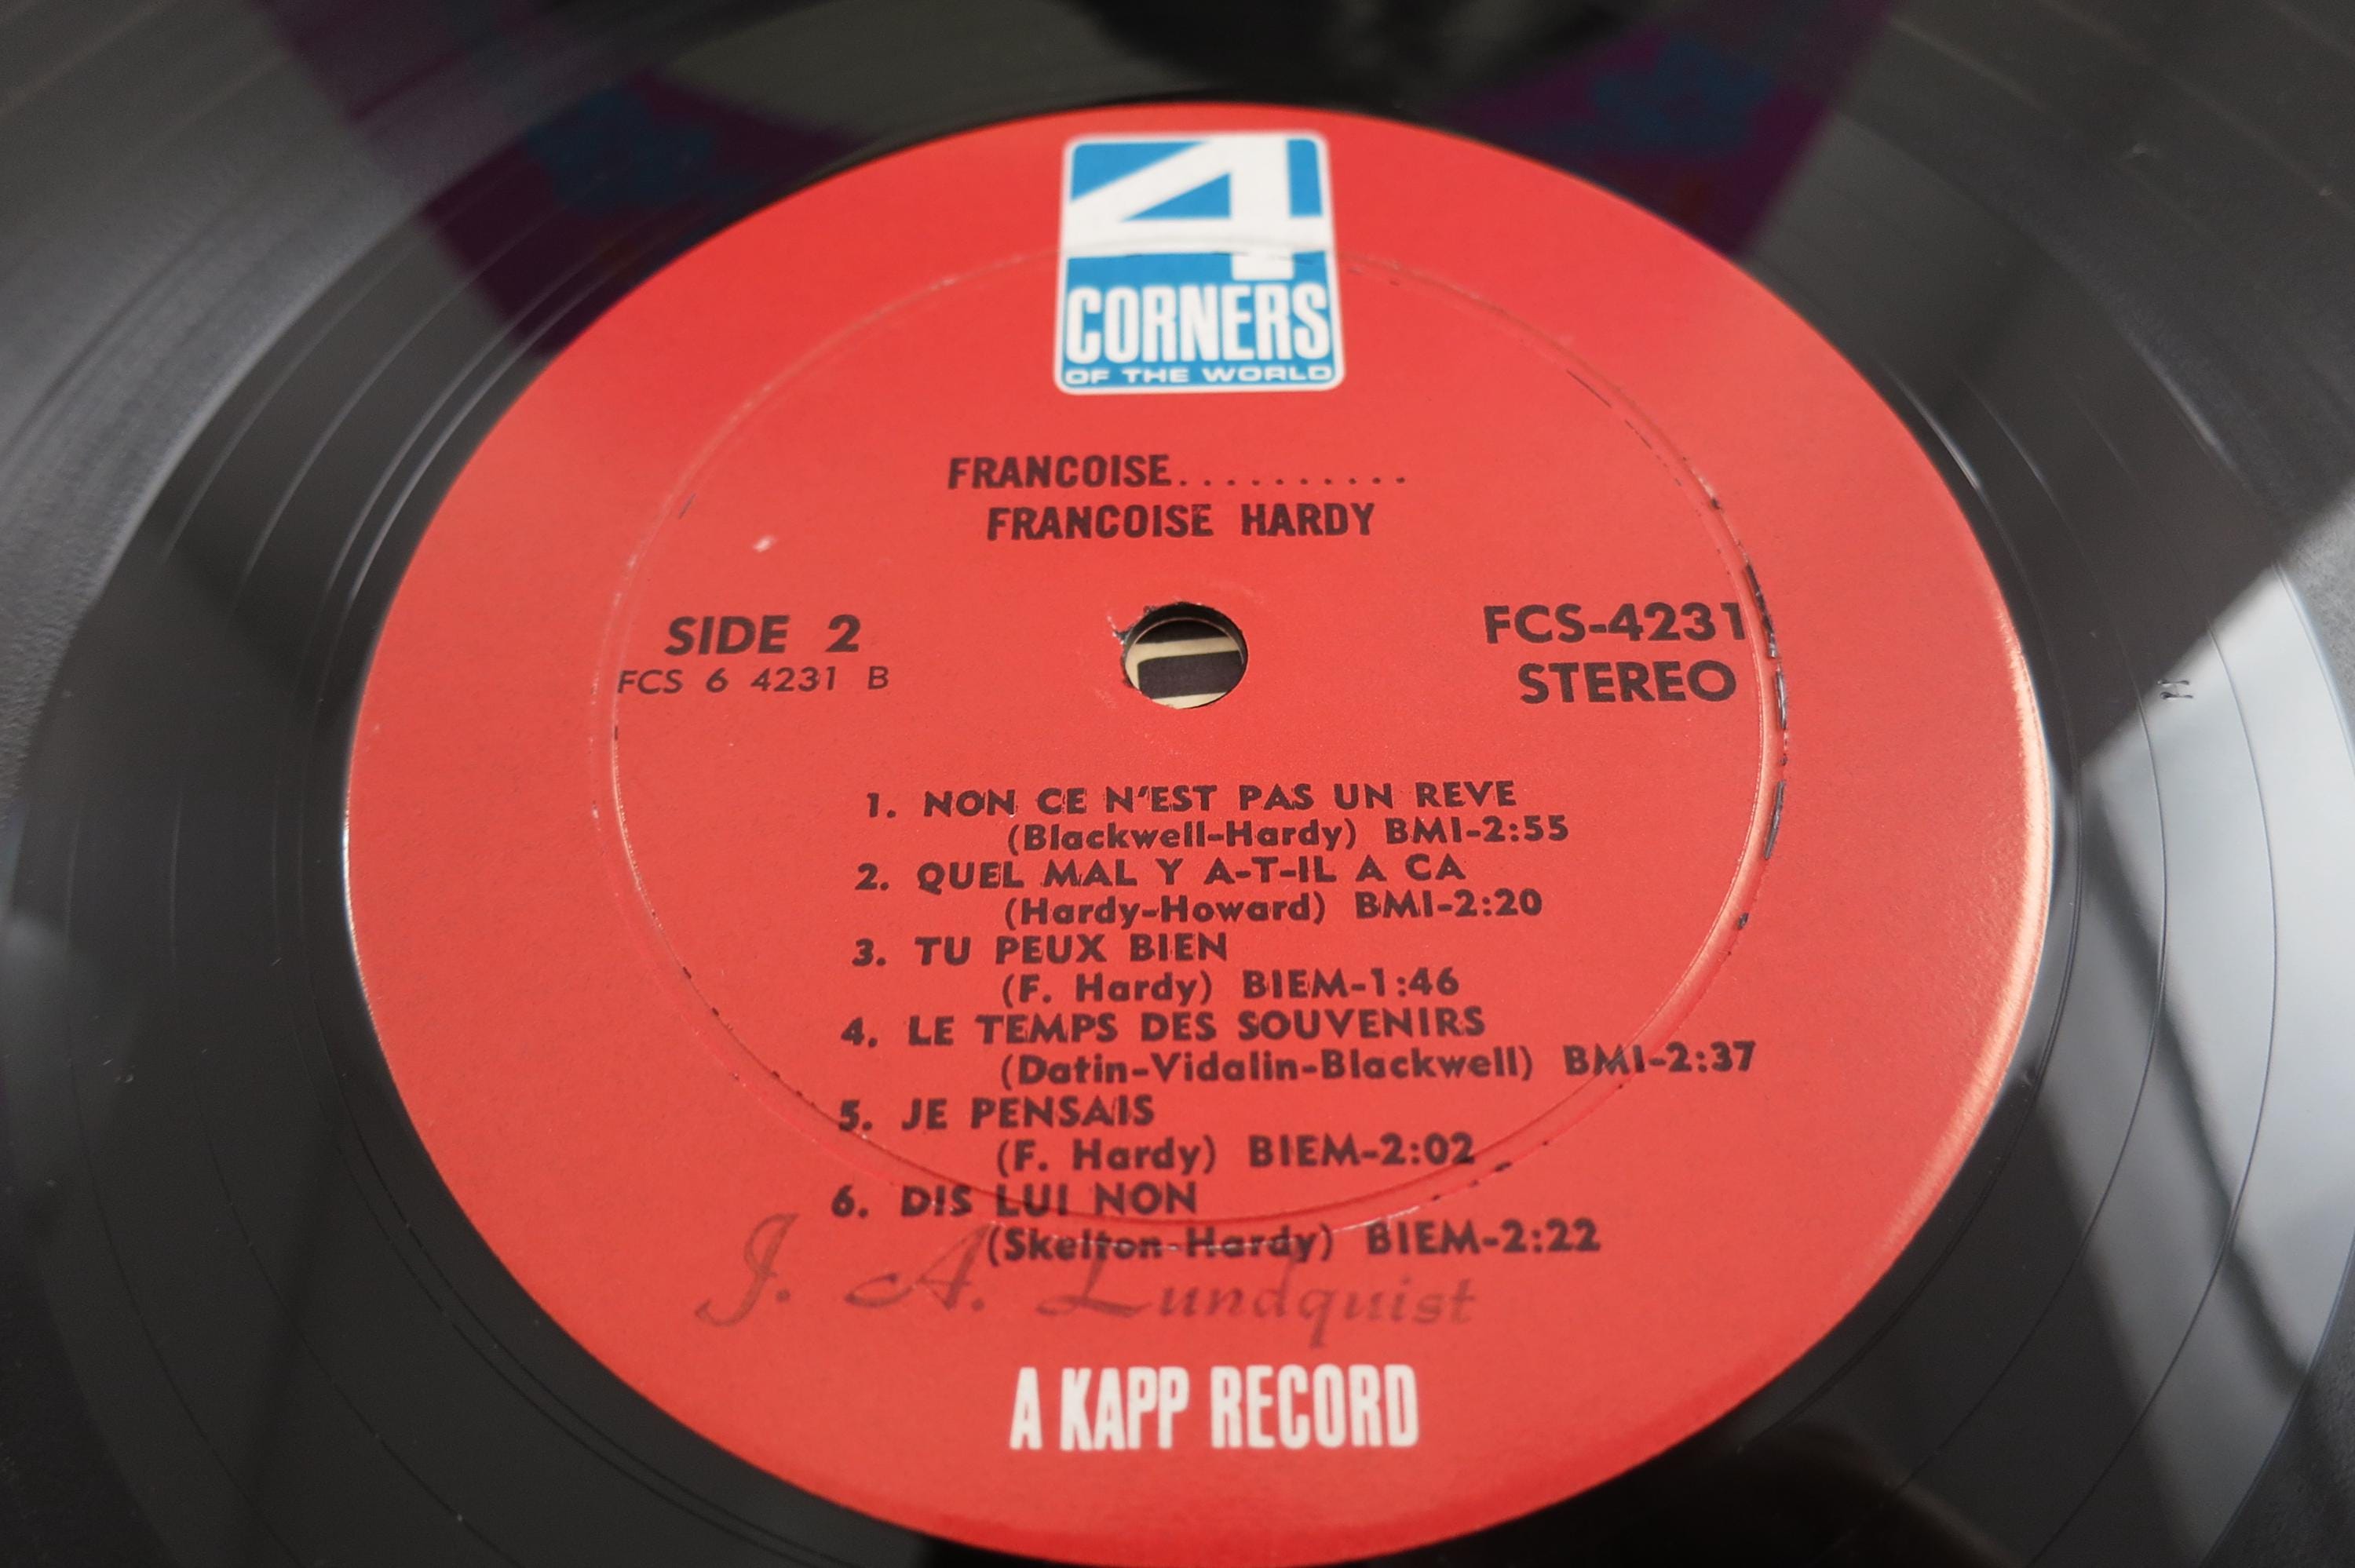 4
CORNERS
OF THE WORLD
FRANCOISE..........
FRANCOISE HARDY
SIDE 2
FCS 6 4231 B
FCS-4231
STEREO
1. NON CE N'EST PAS UN REVE
(Blackwell-Hardy) BMI-2:55
2. QUEL MAL Y A-T-IL A CA
(Hardy-Howard) BMI-2:20
3. TU PEUX BIEN
(F. Hardy) BIEM-1:46
4. LE TEMPS DES SOUVENIRS
(Datin-Vidalin-Blackwell) BMI-2:37
5. JE PENSAIS
(F. Hardy) BIEM-2:02
6. DIS LUI NON
(Skelton-Hardy) BIEM-2:22
J. A. Lundquist
A KAPP RECORD